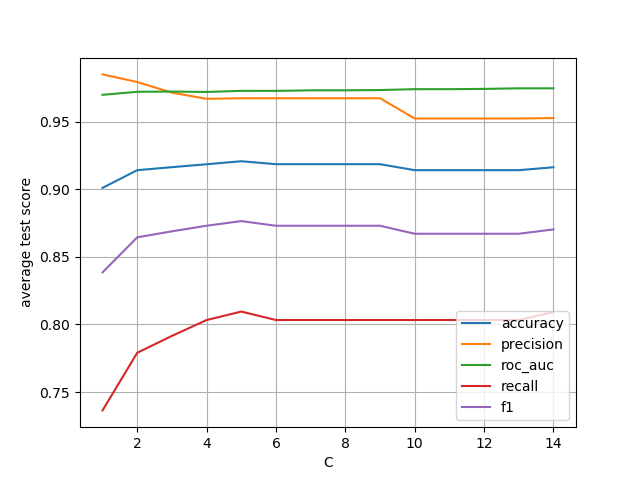 average test score
0.95
0.90
0.85
0.80
0.75
2
4
6
8
10
12
14
C
accuracy
precision
roc_auc
recall
f1